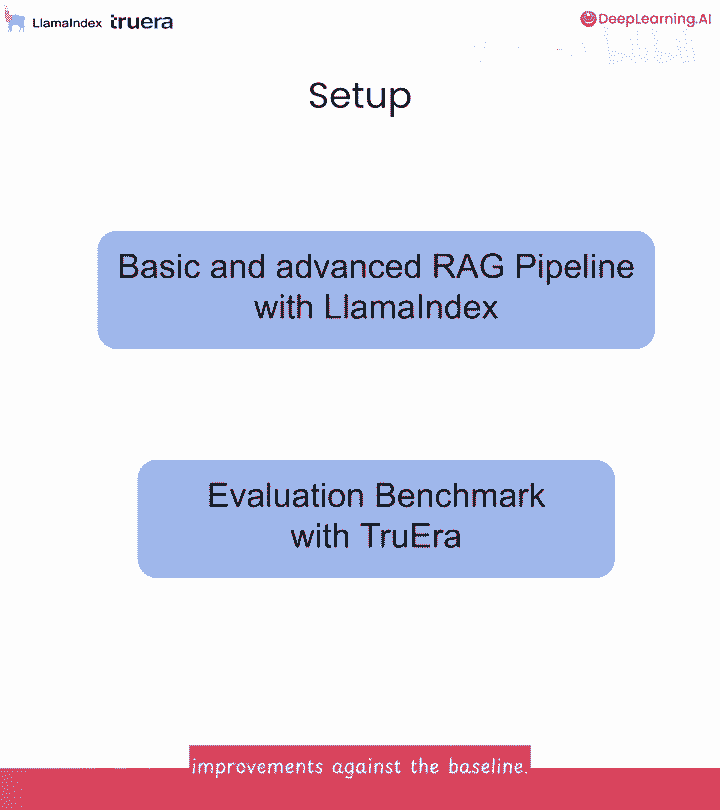 LlamaIndex truera
DeepLearning.AI
Setup
Basic and advanced RAG Pipeline
with LlamaIndex
Evaluation Benchmark
with TruEra
improvements against the baseline.